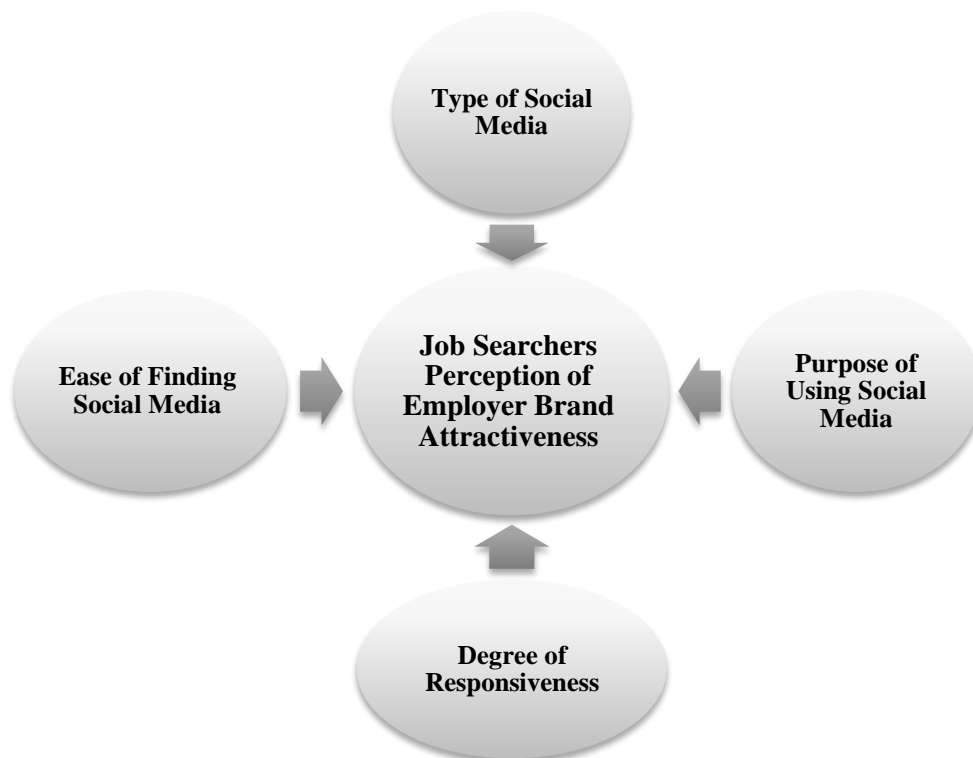 Type of Social
Media
Ease of Finding
Social Media
Job Searchers
Perception of
Employer Brand
Attractiveness
Purpose of
Using Social
Media
Degree of
Responsiveness